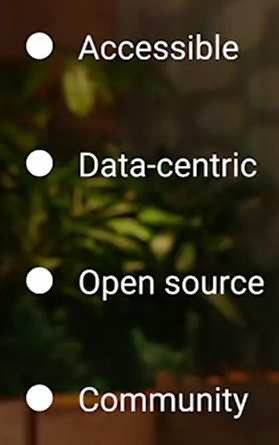 Accessible
Data-centric
Open source
Community